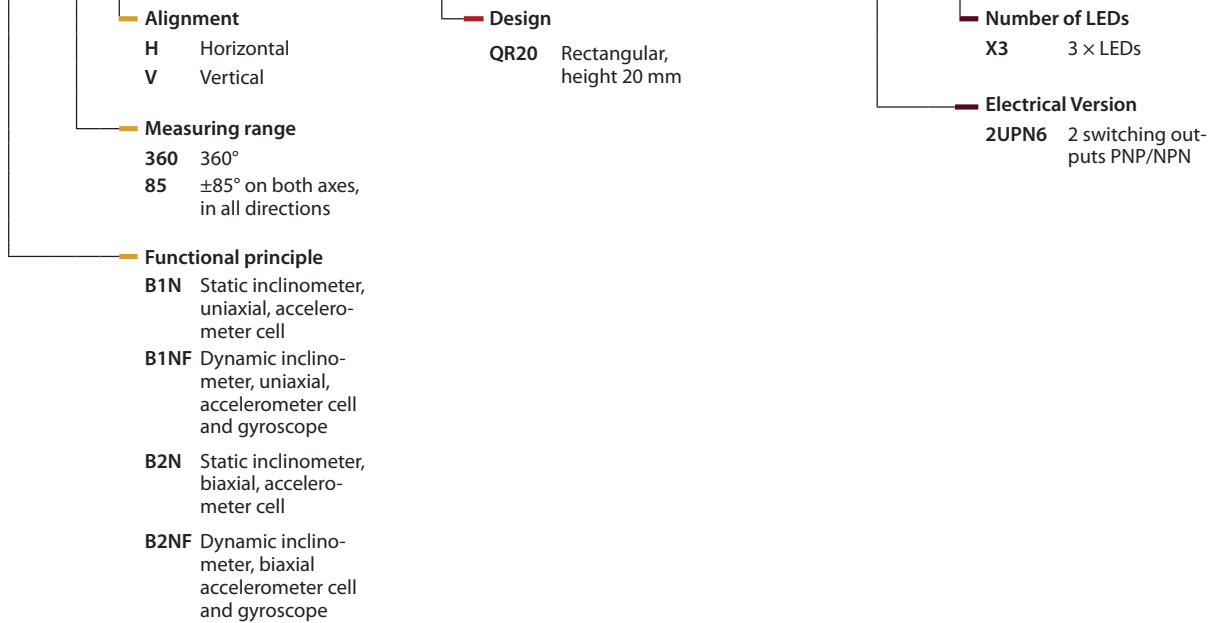 Alignment
H Horizontal
V Vertical
Measuring range
360 360°
85 ±85° on both axes,
in all directions
Functional principle
B1N Static inclinometer,
uniaxial, accelero-
meter cell
B1NF Dynamic inclino-
meter, uniaxial,
accelerometer cell
and gyroscope
B2N Static inclinometer,
biaxial, accelero-
meter cell
B2NF Dynamic inclino-
meter, biaxial
accelerometer cell
and gyroscope
Design
QR20 Rectangular,
height 20 mm
Number of LEDs
X3 3 × LEDs
Electrical Version
2UPN6 2 switching out-
puts PNP/NPN